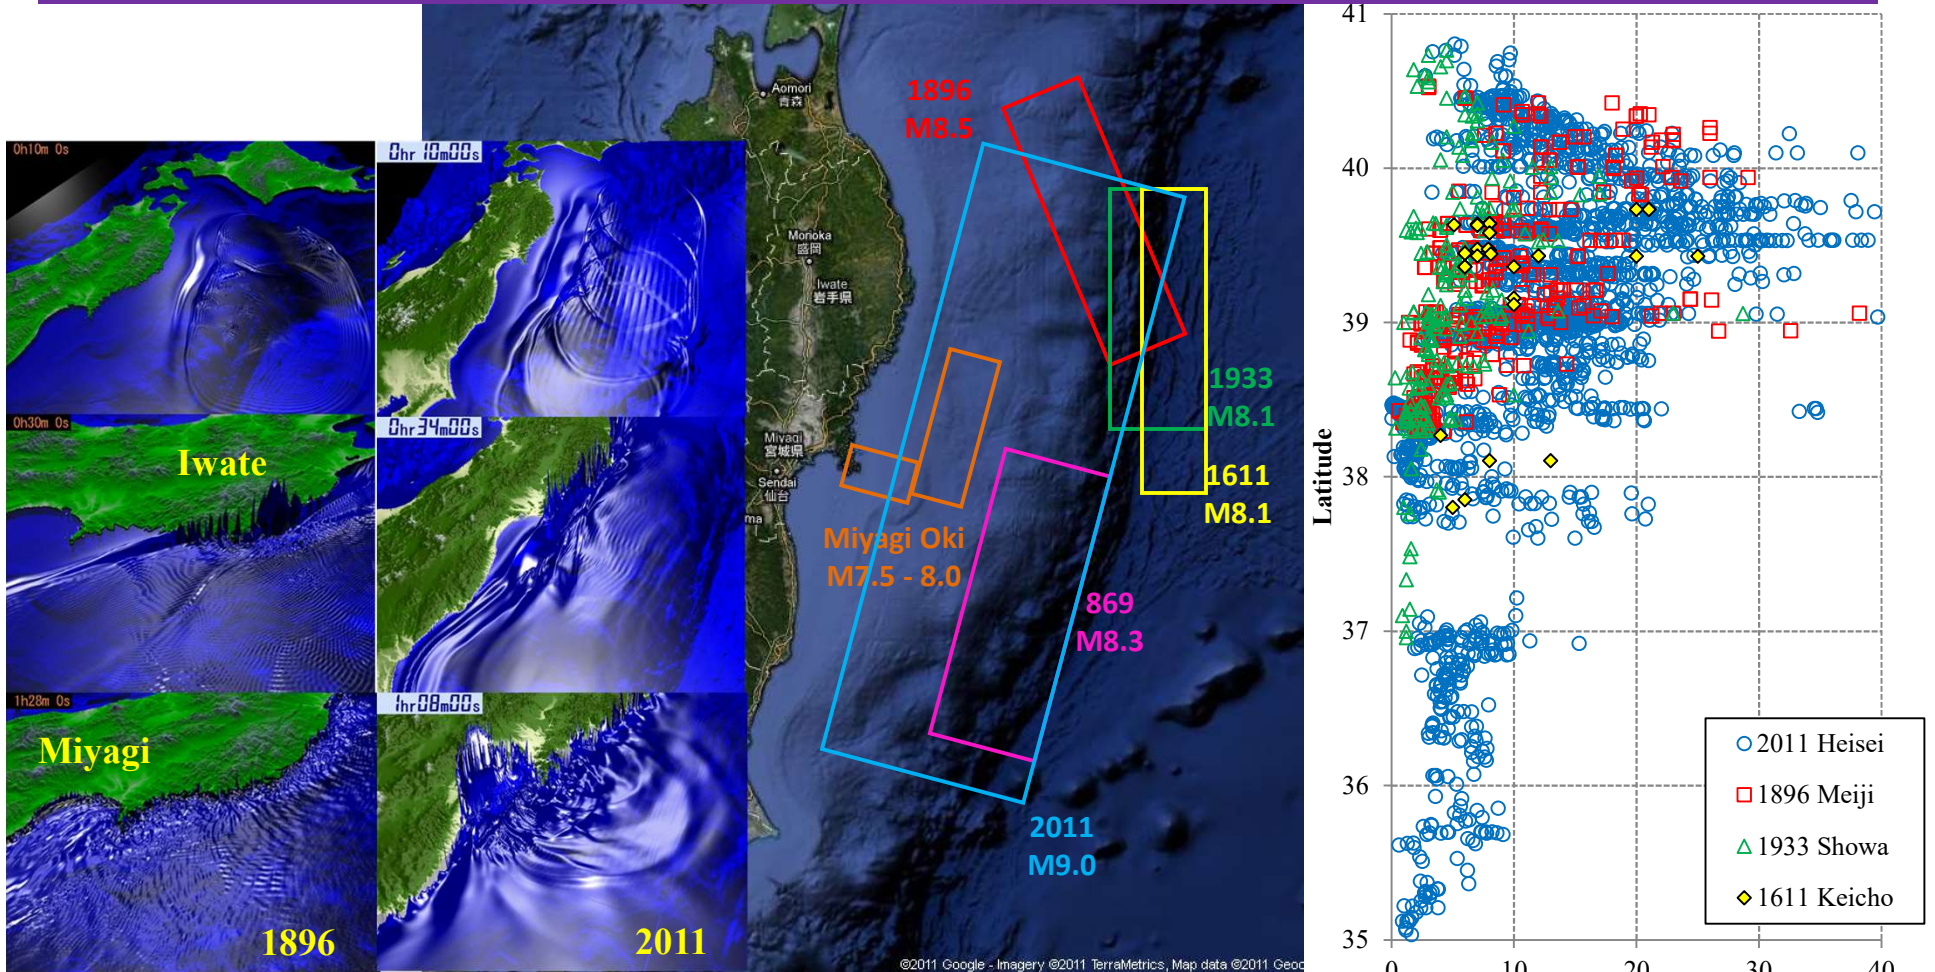 0h10m 0s
0hr 10m00s
0h30m 0s
Iwate
0hr34m00s
1h28m 0s
Miyagi
1896
1hr08m00s
2011
Aomori
青森
Morioka
盛岡
Iwate
岩手県
Miyagi
宮城県
Sendai
仙台
ma
1896
M8.5
1933
M8.1
1611
M8.1
Miyagi Oki
M7.5 - 8.0
869
M8.3
2011
M9.0
©2011 Google - Imagery ©2011 TerraMetrics, Map data ©2011 Geoc
Latitude
41
40
39
38
37
36
35
0 10 20 30 40
2011 Heisei
1896 Meiji
1933 Showa
1611 Keicho